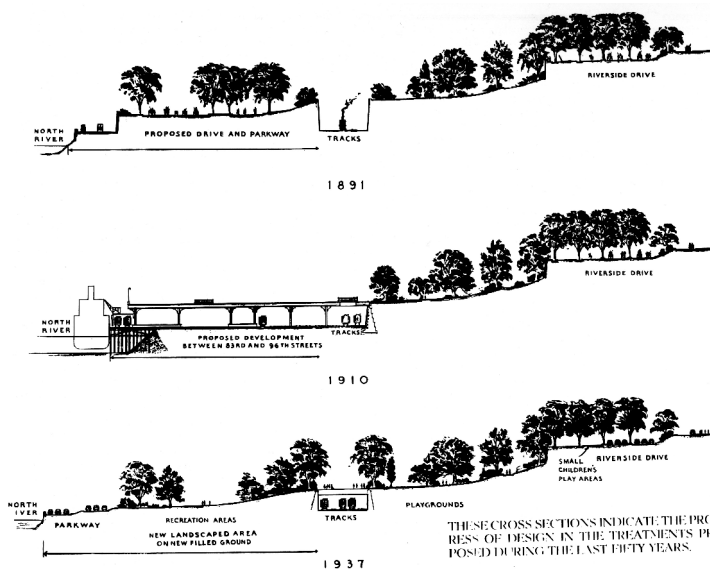 RIVERSIDE DRIVE
NORTH
RIVER
PROPOSED DRIVE AND PARKWAY
TRACKS
1891
RIVERSIDE DRIVE
NORTH
RIVER
PROPOSED DEVELOPMENT
BETWEEN 83RD AND 96TH STREETS
TRACKS
1910
SMALL
CHILDREN'S
PLAY AREAS
RIVERSIDE DRIVE
NORTH
IVER
PARKWAY
RECREATION AREAS
TRACKS
PLAYGROUNDS
NEW LANDSCAPED AREA
ON NEW FILLED GROUND
1937
THESE CROSS SECTIONS INDICATE THE PRO
RESS OF DESIGN IN THE TREATMENTS PR
POSED DURING THE LAST FIFTY YEARS.